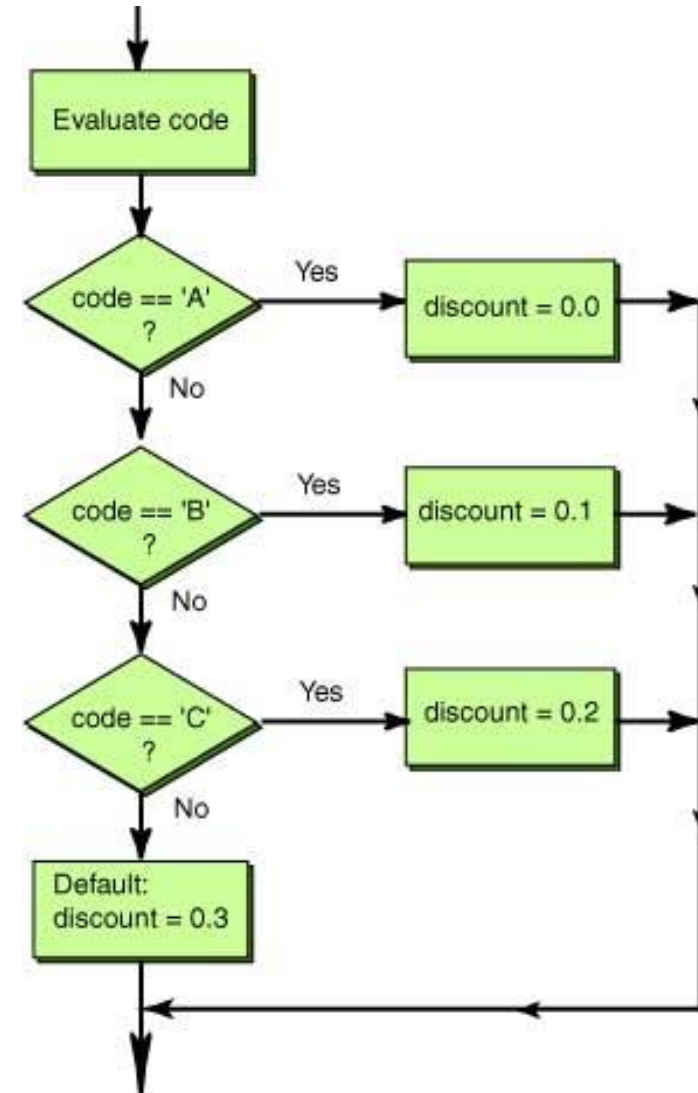 Evaluate code
code == 'A'
?
Yes
discount = 0.0
No
code == 'B'
?
Yes
discount = 0.1
No
code == 'C'
?
Yes
discount = 0.2
No
Default:
discount = 0.3